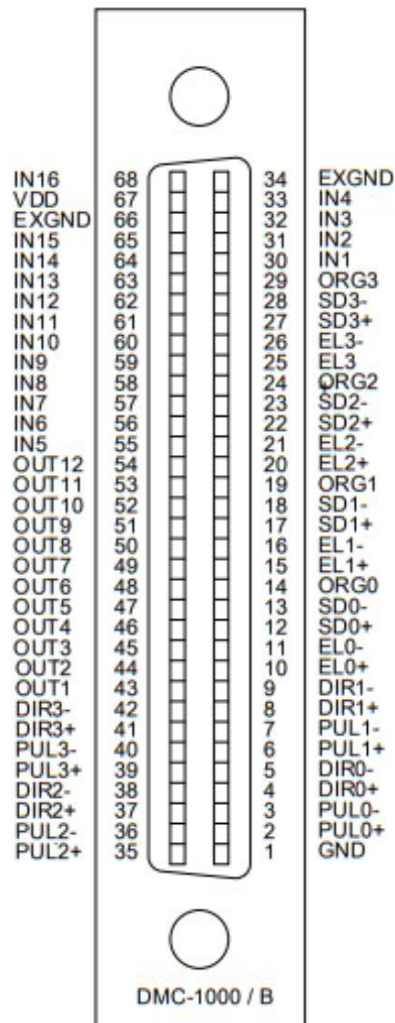 IN16 68 34 EXGND
VDD 67 33 IN4
EXGND 66 32 IN3
IN15 65 31 IN2
IN14 64 30 IN1
IN13 63 29 ORG3
IN12 62 28 SD3-
IN11 61 27 SD3+
IN10 60 26 EL3-
IN9 59 25 EL3
IN8 58 24 ORG2
IN7 57 23 SD2-
IN6 56 22 SD2+
IN5 55 21 EL2-
OUT12 54 20 EL2+
OUT11 53 19 ORG1
OUT10 52 18 SD1-
OUT9 51 17 SD1+
OUT8 50 16 EL1-
OUT7 49 15 EL1+
OUT6 48 14 ORG0
OUT5 47 13 SD0-
OUT4 46 12 SD0+
OUT3 45 11 EL0-
OUT2 44 10 EL0+
OUT1 43 9 DIR1-
DIR3- 42 8 DIR1+
DIR3+ 41 7 PUL1-
PUL3- 40 6 PUL1+
PUL3+ 39 5 DIR0-
DIR2- 38 4 DIR0+
DIR2+ 37 3 PUL0-
PUL2- 36 2 PUL0+
PUL2+ 35 1 GND
DMC-1000 / B